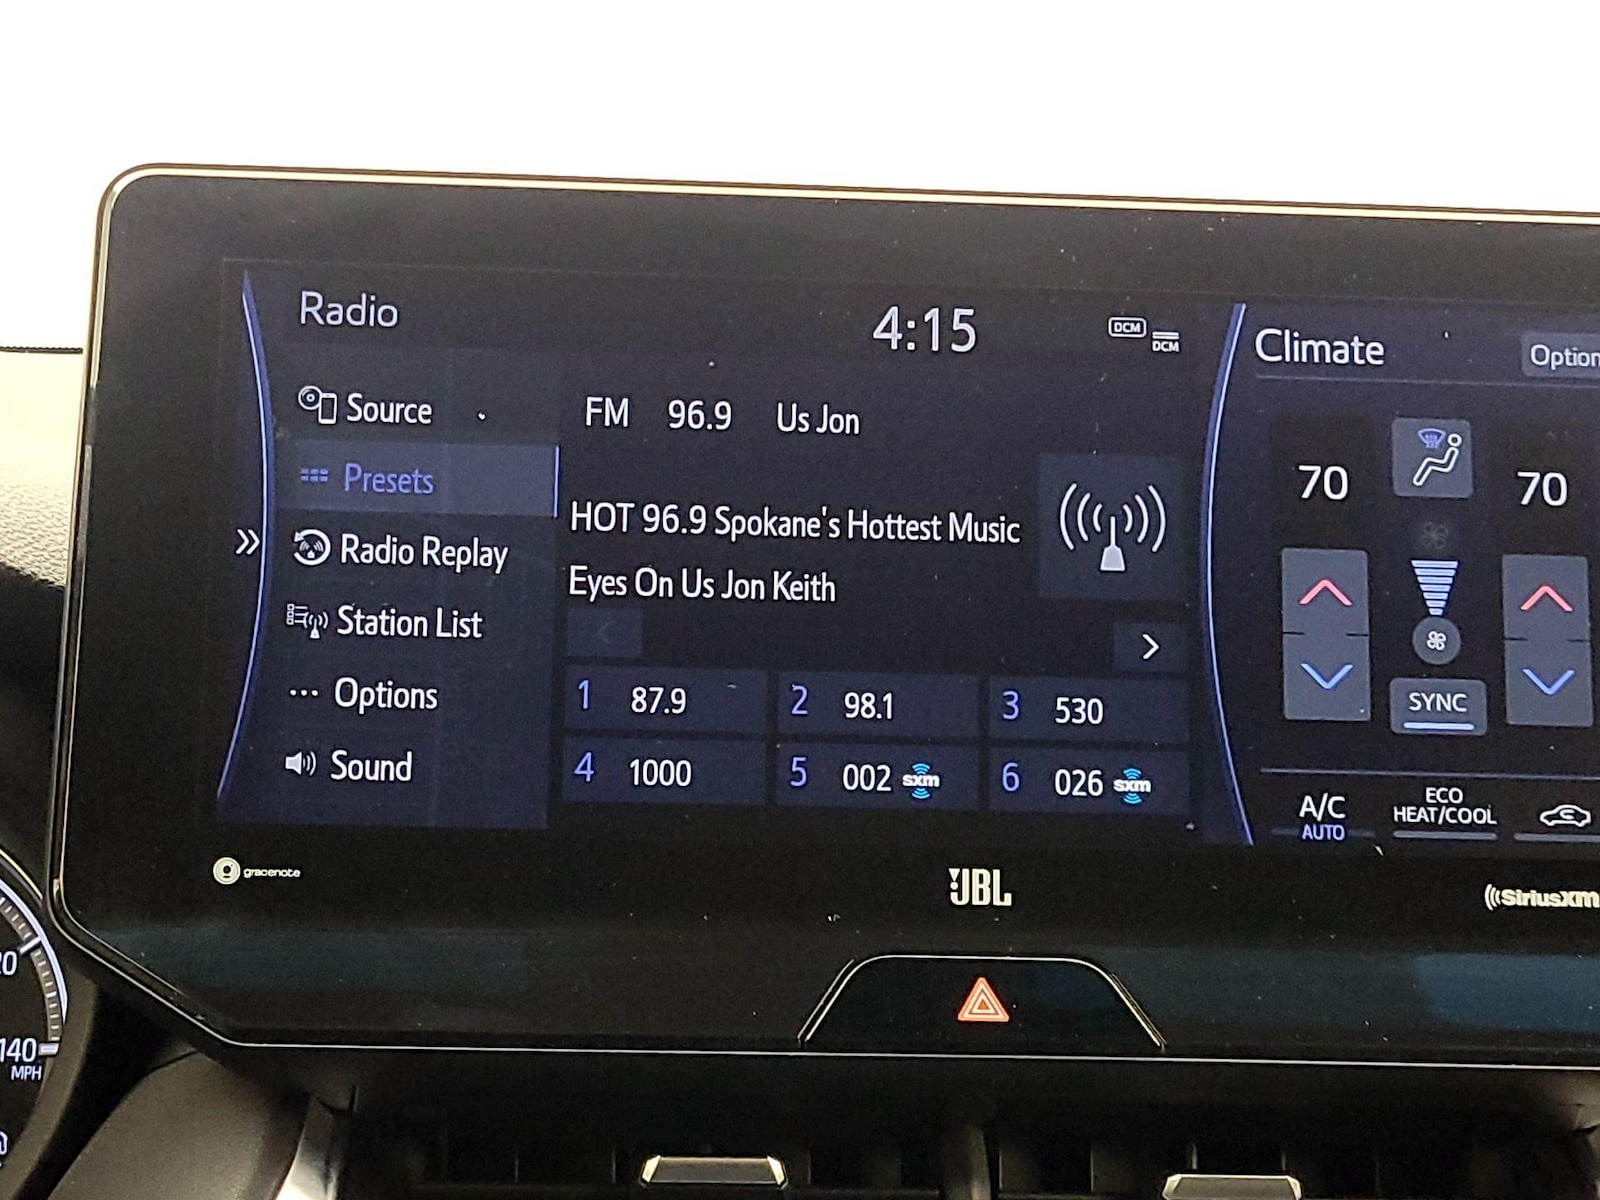 Radio
4:15
DCM
DCM
Source
Presets
Radio Replay
Station List
Options
Sound
FM 96.9 Us Jon
HOT 96.9 Spokane's Hottest Music
Eyes On Us Jon Keith
1 87.9
2 98.1
3 530
4 1000
5 002 sxm
6 026 sxm
Climate
Option
70
70
SYNC
A/C
AUTO
ECO
HEAT/COOL
gracenote
JBL
SiriusXM
20
140
MPH